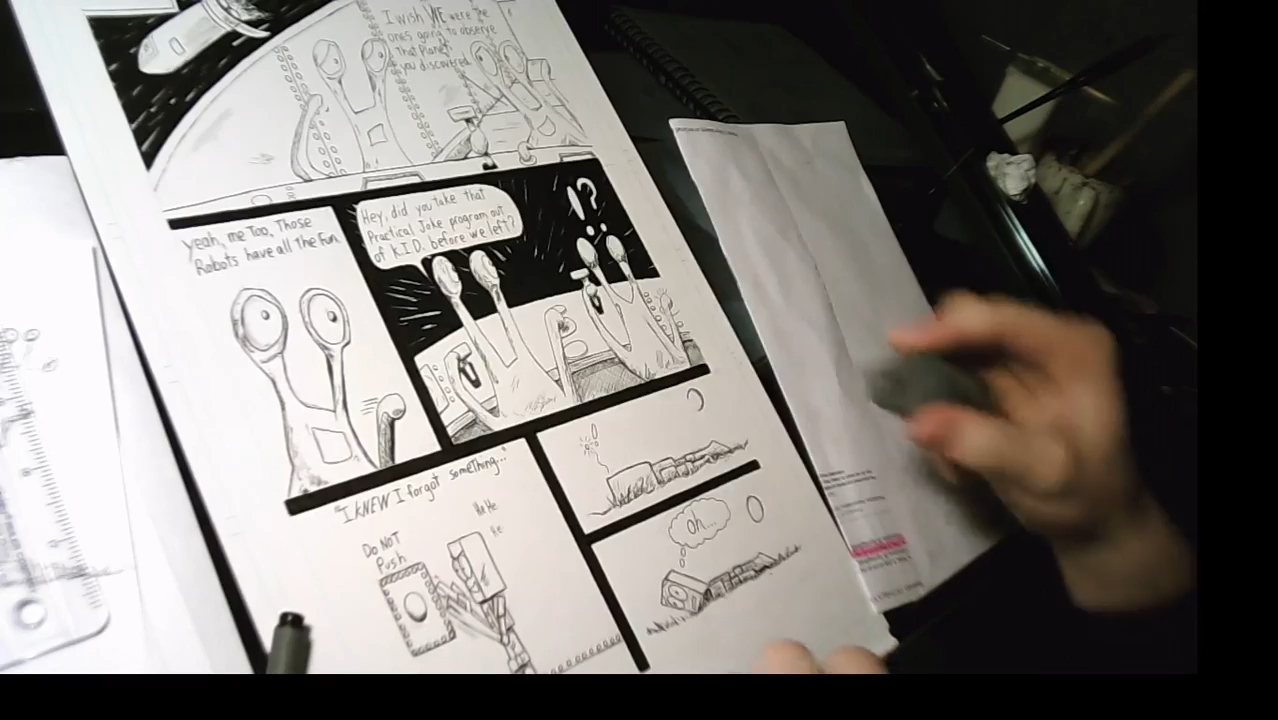 I wish WE were the
ones going to observe
that Planet
you discovered.
yeah, me Too, Those
Robots have all the Fun.
Hey, did you take that
Practical Joke program out
of K.I.D. before we left?
!?
"I KNEW I forgot something..."
DO NOT
Push
He He
He
!
oh...